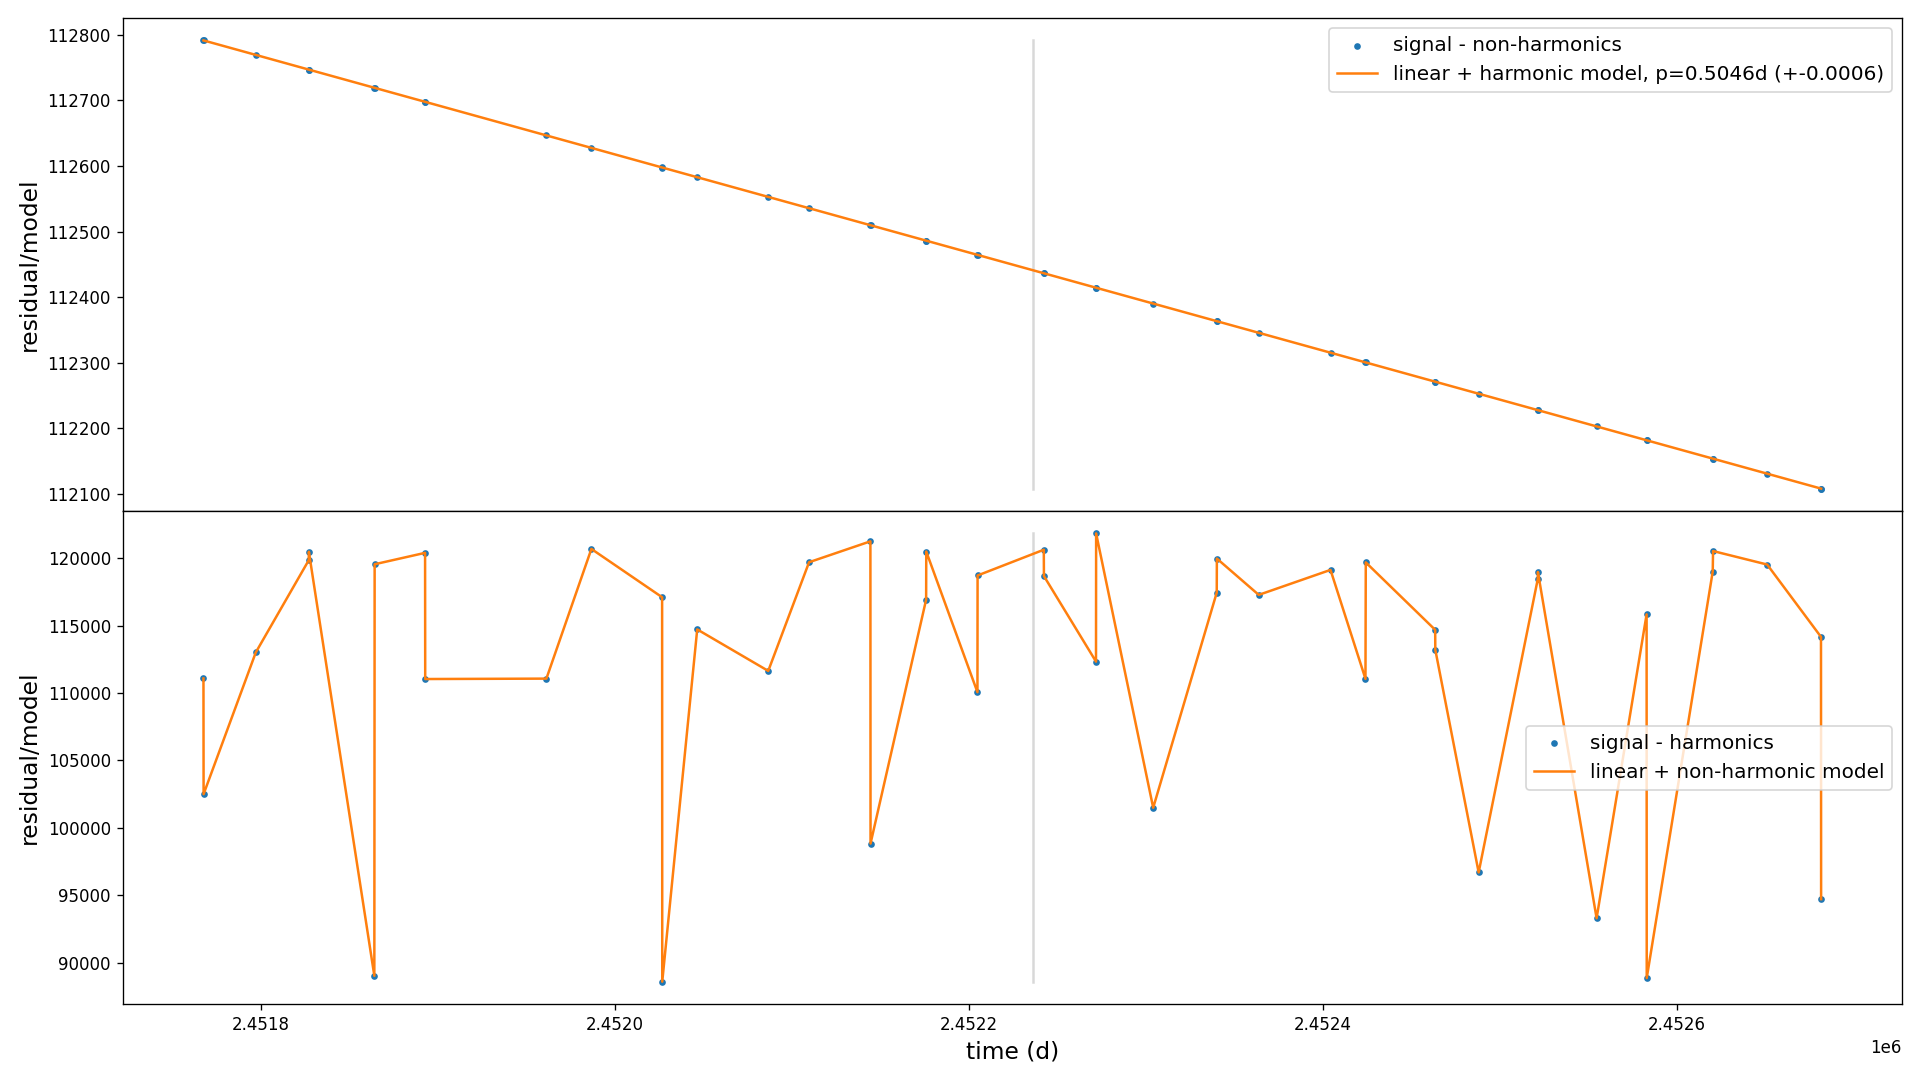 112800
112700
112600
112500
112400
112300
112200
112100
residual/model
signal - non-harmonics
linear + harmonic model, p=0.5046d (+-0.0006)
120000
115000
110000
105000
100000
95000
90000
residual/model
signal - harmonics
linear + non-harmonic model
2.4518 2.4520 2.4522 2.4524 2.4526
1e6
time (d)